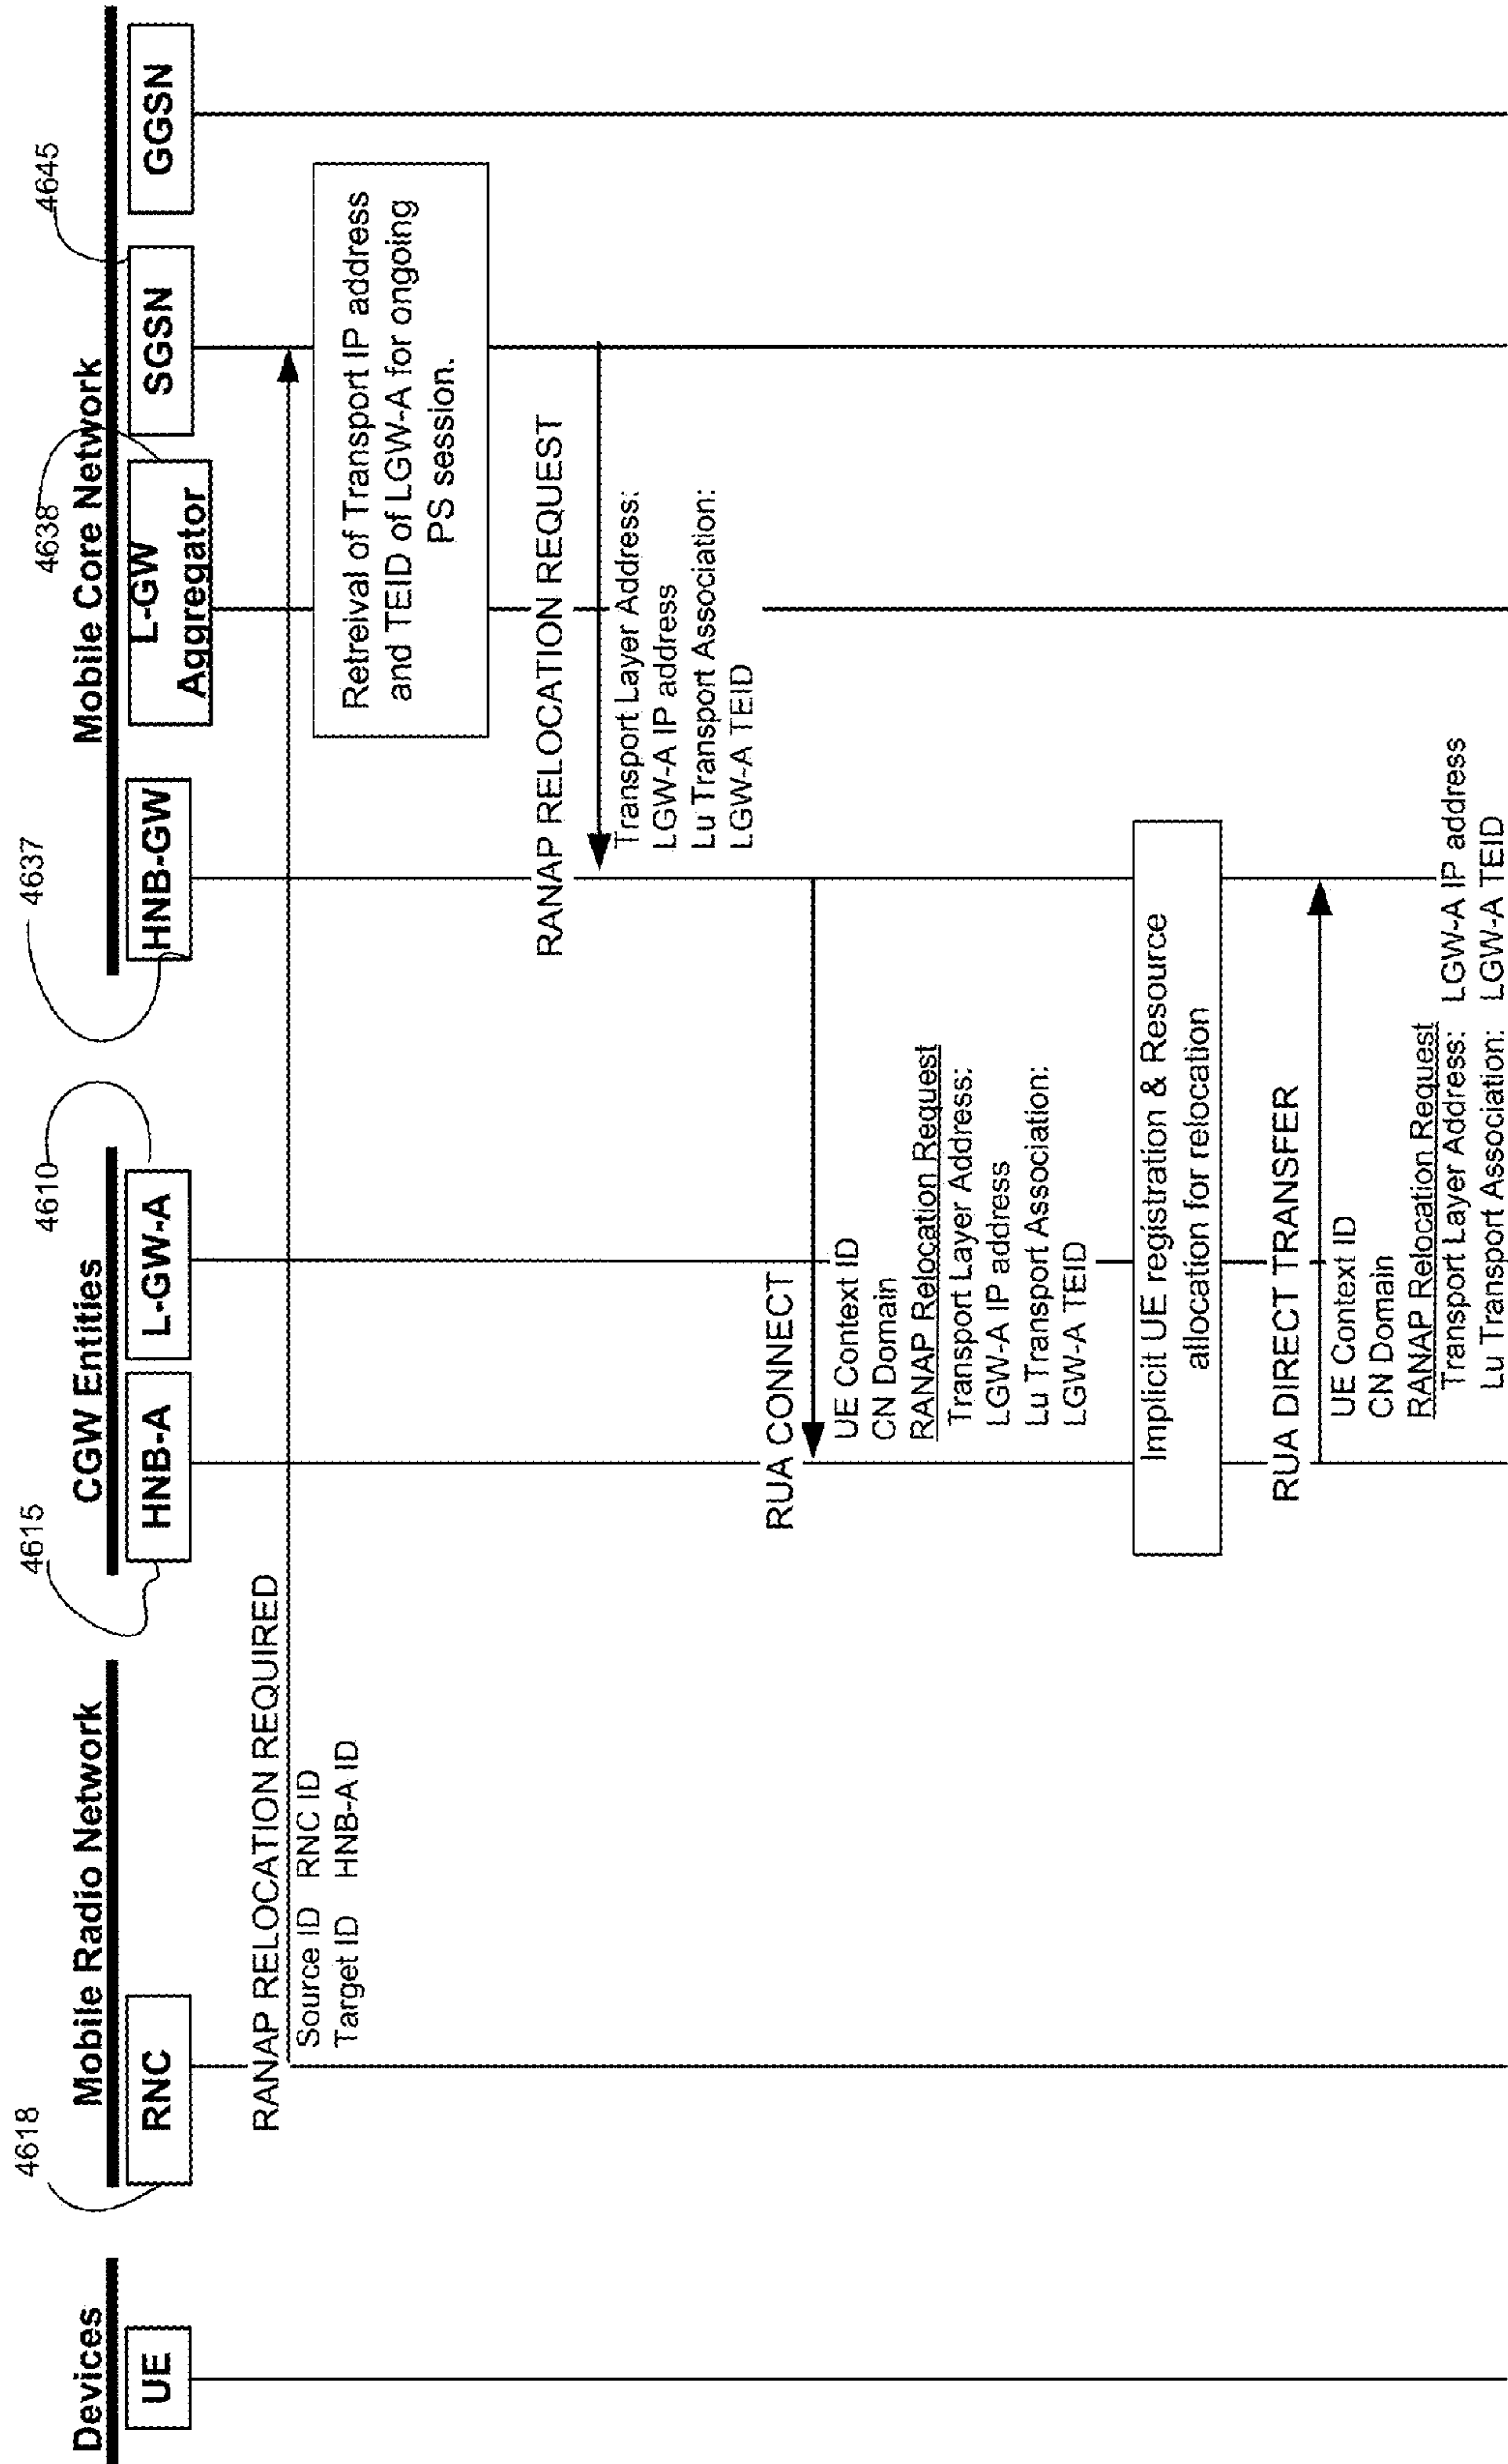 Devices
Mobile Radio Network
CGW Entities
Mobile Core Network
4618
4615
4610
4637
4638
4645
UE
RNC
HNB-A
L-GW-A
HNB-GW
L-GW
Aggregator
SGSN
GGSN
RANAP RELOCATION REQUIRED
Source ID RNC ID
Target ID HNB-A ID
Retreival of Transport IP address
and TEID of LGW-A for ongoing
PS session.
RANAP RELOCATION REQUEST
Transport Layer Address:
LGW-A IP address
Lu Transport Association:
LGW-A TEID
RUA CONNECT
UE Context ID
CN Domain
RANAP Relocation Request
Transport Layer Address:
LGW-A IP address
Lu Transport Association:
LGW-A TEID
Implicit UE registration & Resource
allocation for relocation
RUA DIRECT TRANSFER
UE Context ID
CN Domain
RANAP Relocation Request
Transport Layer Address: LGW-A IP address
Lu Transport Association: LGW-A TEID